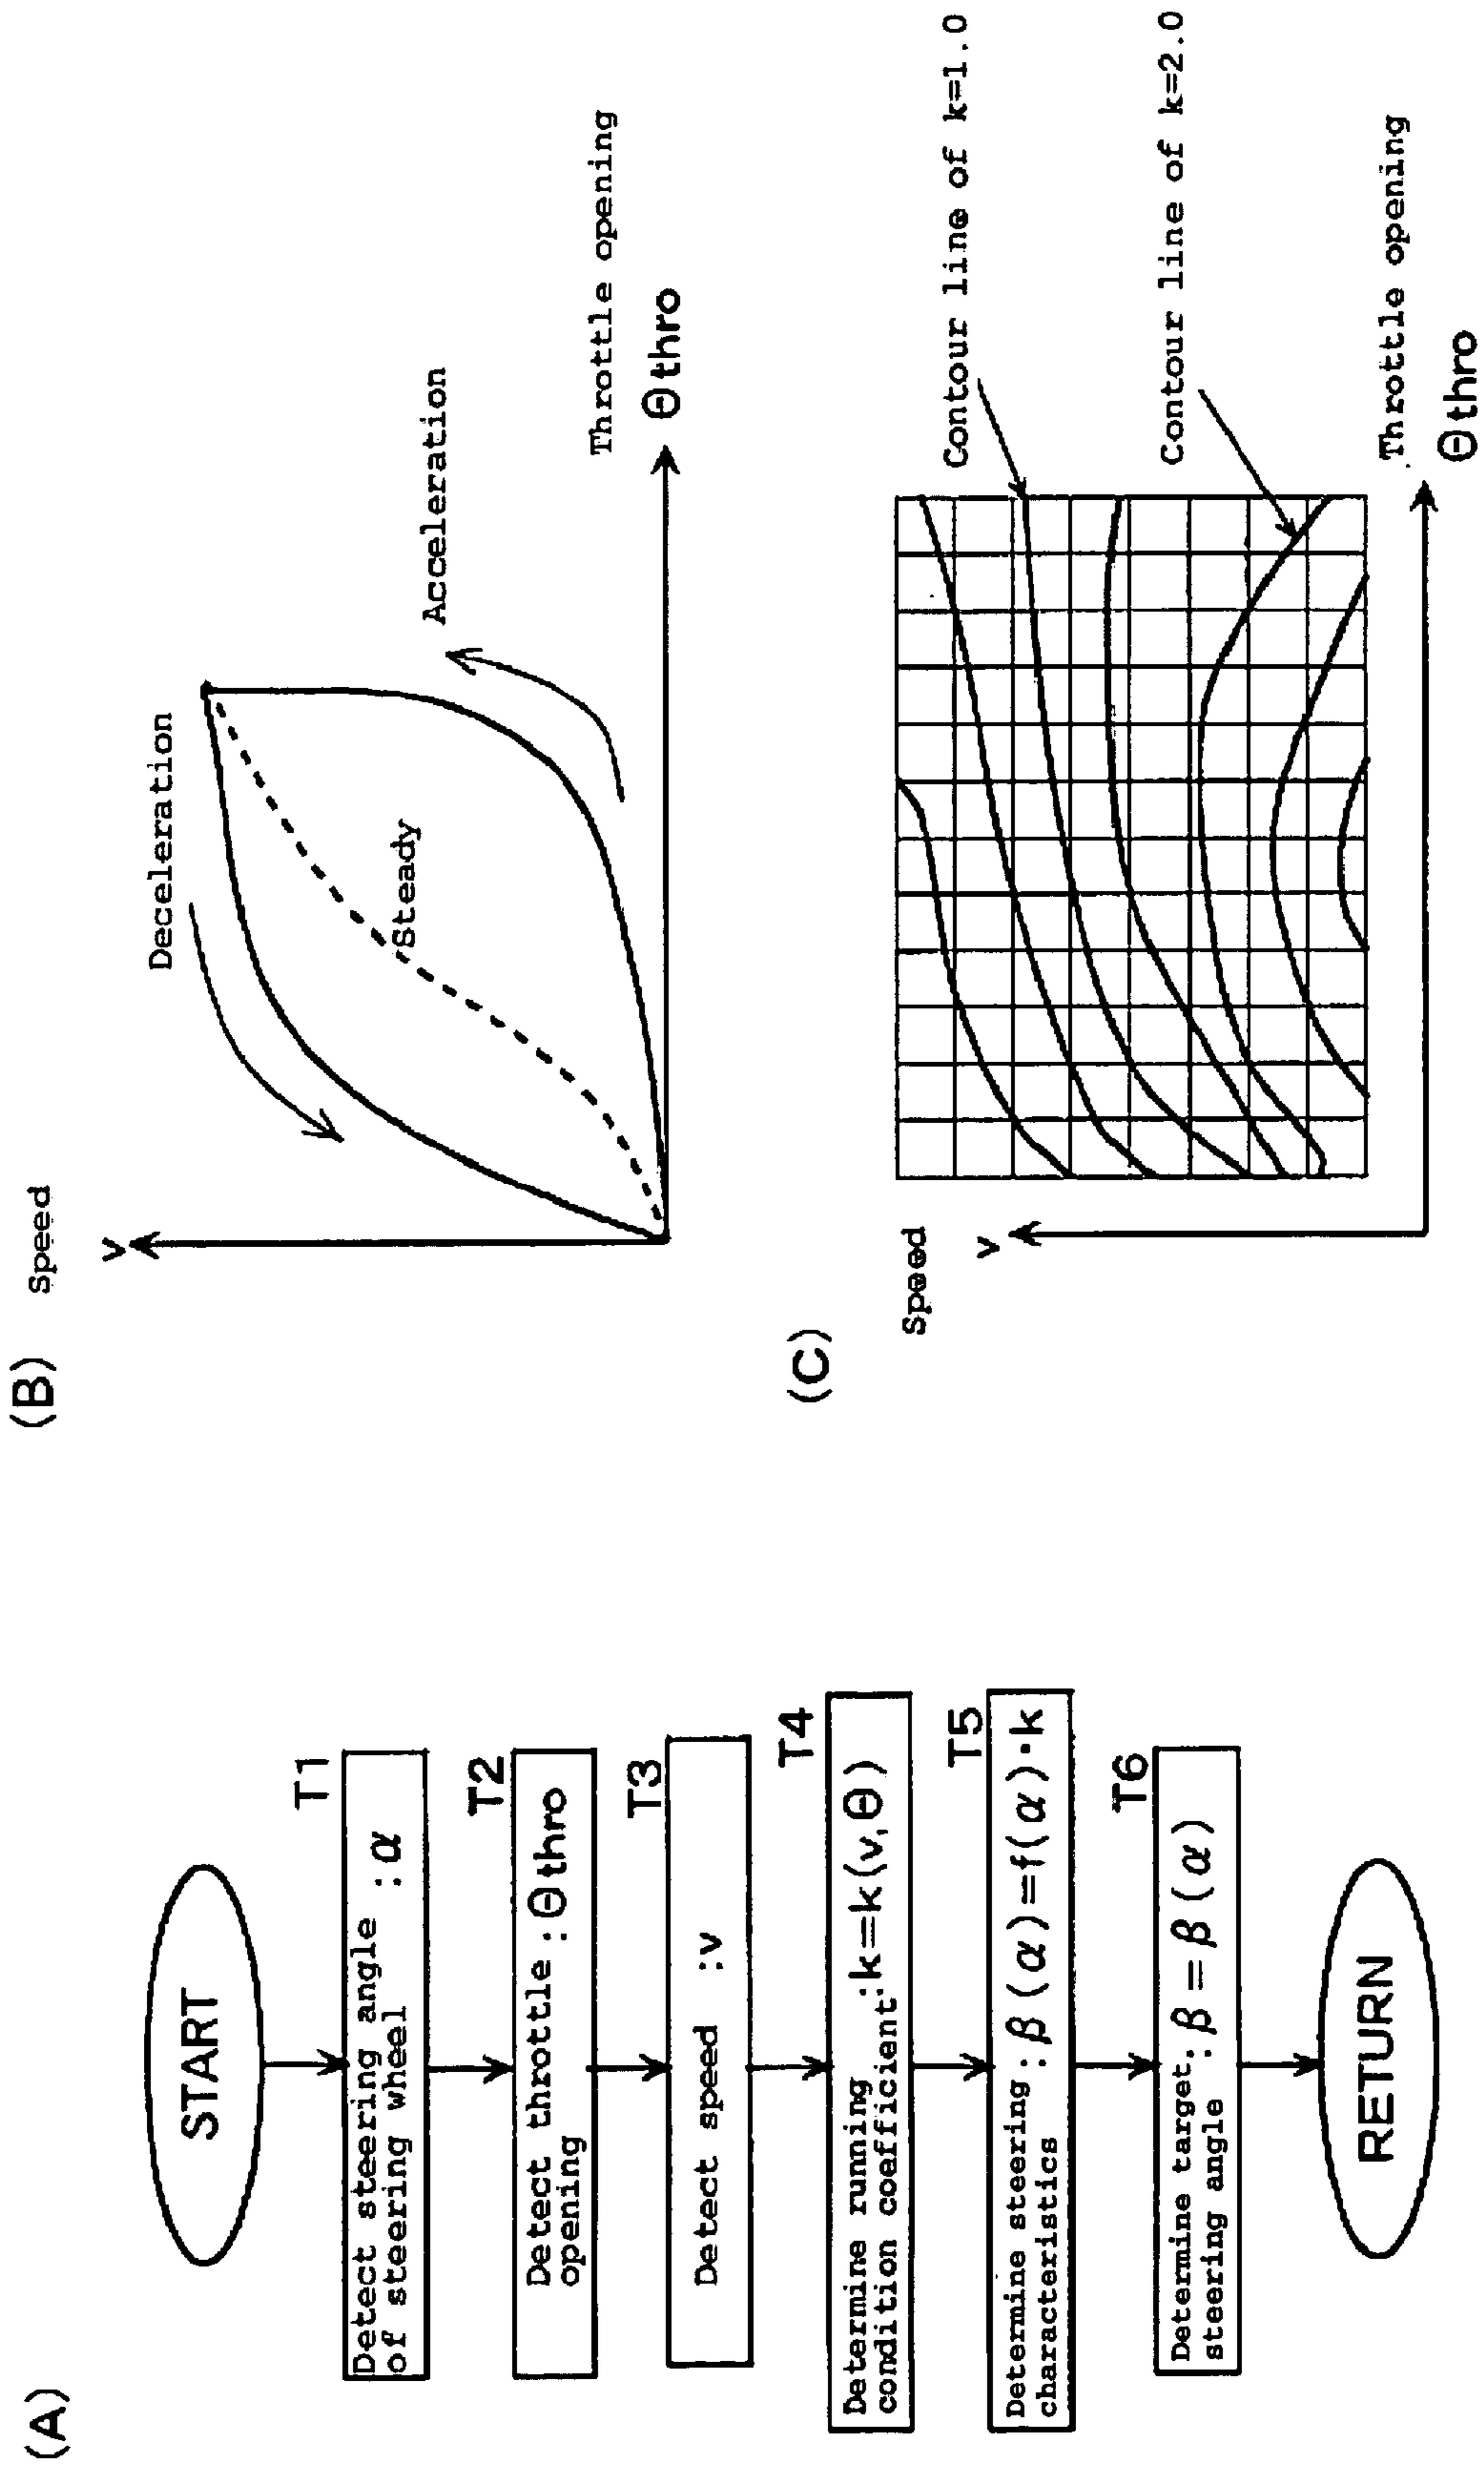 (A)
START
T1
Detect steering angle
of steering wheel :α
T2
Detect throttle :Θthro
opening
T3
Detect speed :v
T4
Determine running
condition coefficient :k=k(v,Θ)
T5
Determine steering :β(α)=f(α)・k
characteristics
T6
Determine target
steering angle :β=β(α)
RETURN
(B)
Speed
v
Deceleration
Steady
Acceleration
Throttle opening
Θthro
(C)
Speed
v
Contour line of k=1.0
Contour line of k=2.0
Throttle opening
Θthro